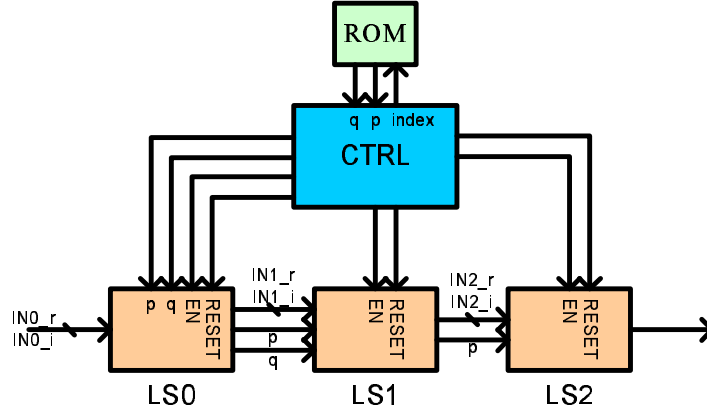 ROM
q p index
CTRL
IN0_r
IN0_i
p q EN RESET
IN1_r
IN1_i
p
q
EN RESET
IN2_r
IN2_i
p
EN RESET
LS0
LS1
LS2